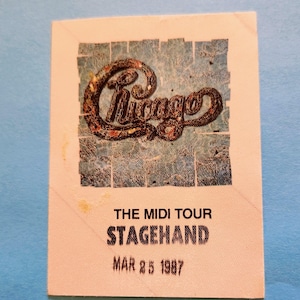 Chicago
THE MIDI TOUR
STAGEHAND
MAR 25 1987